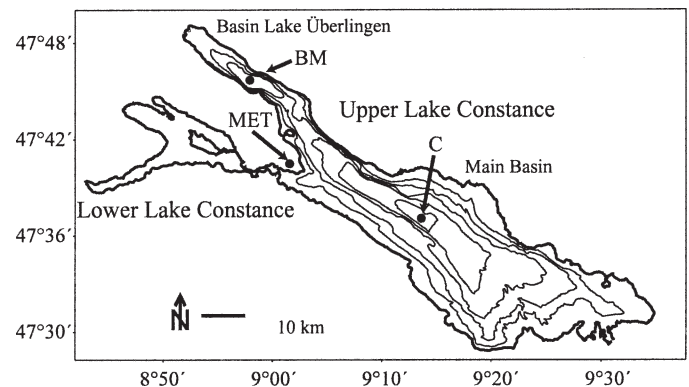 Basin Lake Überlingen
47°48'
BM
Upper Lake Constance
MET
47°42'
C
Main Basin
Lower Lake Constance
47°36'
N
10 km
47°30'
8°50' 9°00' 9°10' 9°20' 9°30'